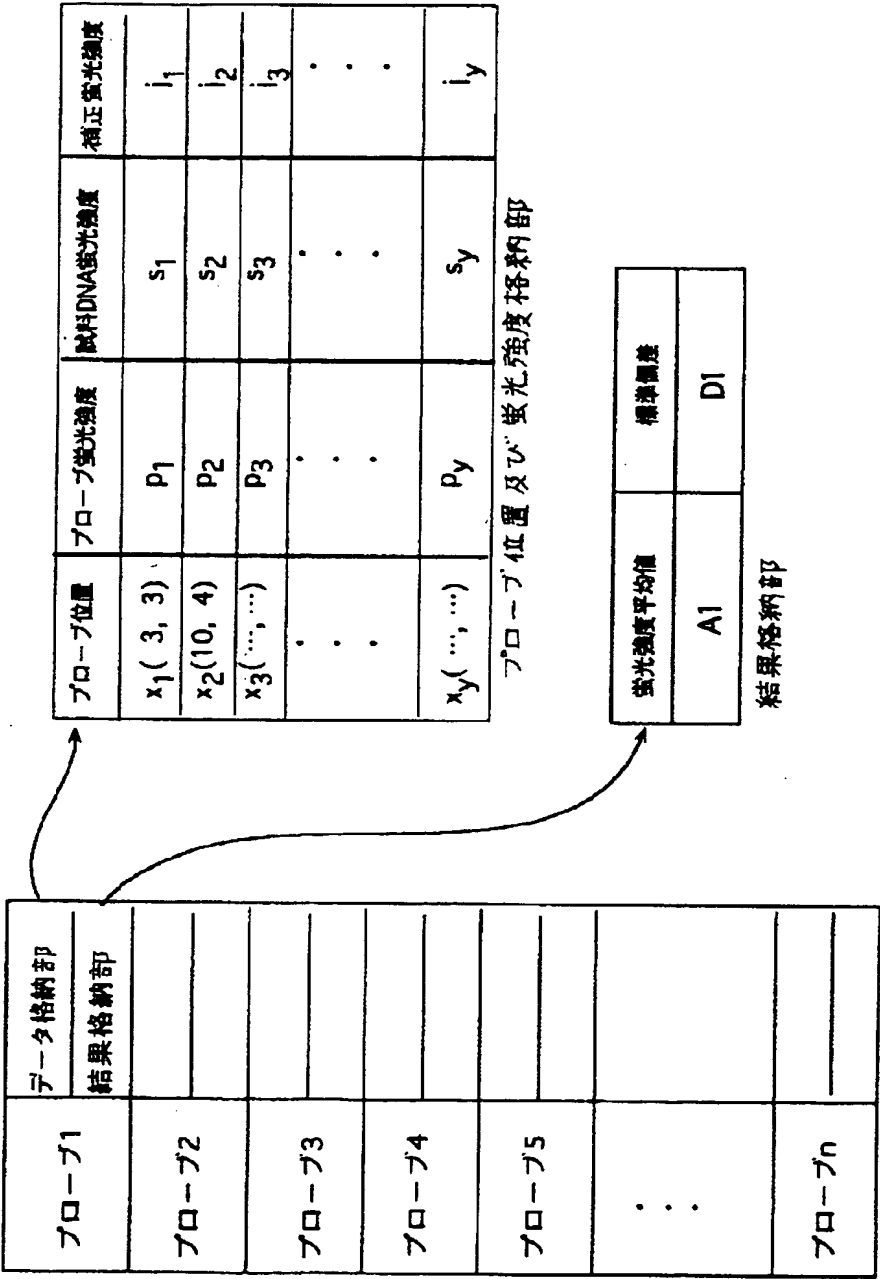 プローブ1 データ格納部
結果格納部
プローブ2
プローブ3
プローブ4
プローブ5
・・・
プローブn
プローブ位置 プローブ蛍光強度 試料DNA蛍光強度 補正蛍光強度
x1( 3, 3) p1 s1 i1
x2(10, 4) p2 s2 i2
x3(…, …) p3 s3 i3
・・・ ・・・ ・・・ ・・・
xy( …, …) py sy iy
プローブ位置及び蛍光強度格納部
蛍光強度平均値 標準偏差
A1 D1
結果格納部